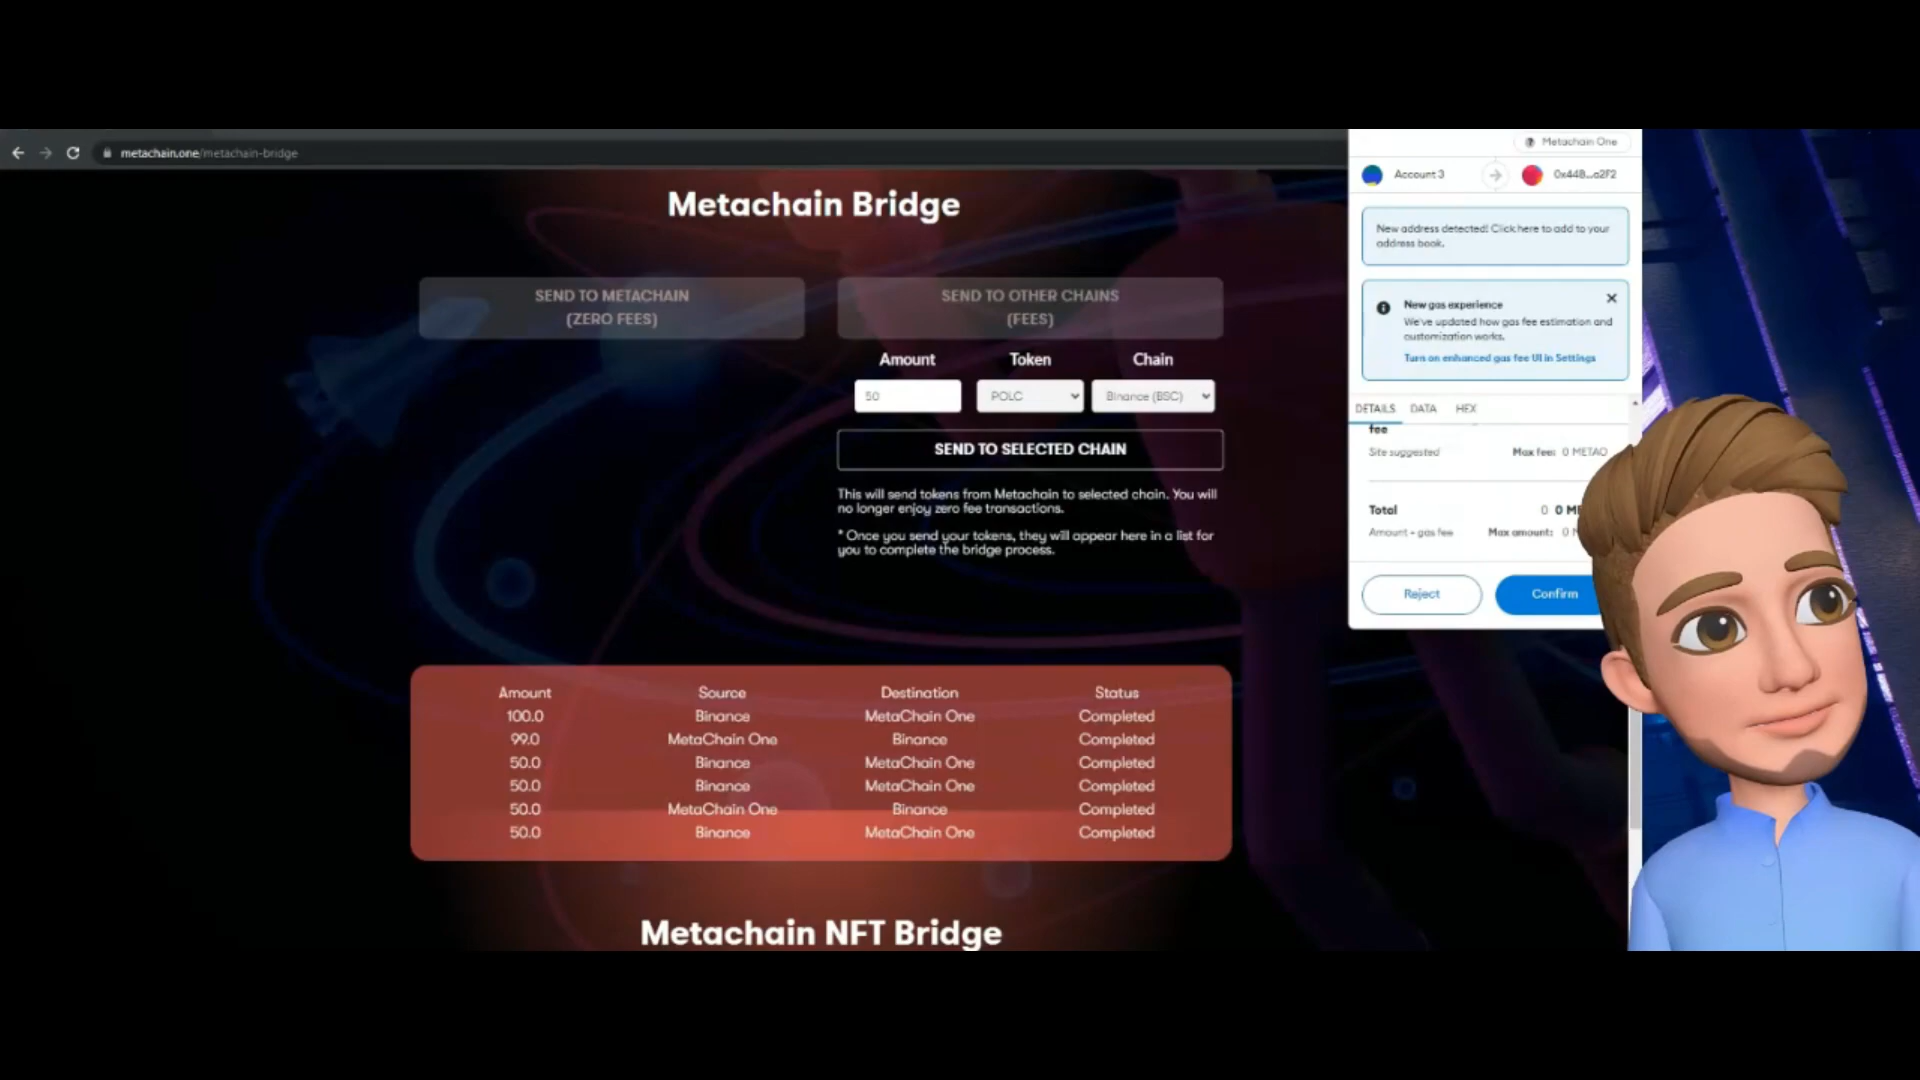 metachain.one/metachain-bridge
Metachain One
Account 3
0x44B...a2F2
New address detected! Click here to add to your
address book.
New gas experience
We've updated how gas fee estimation and
customization works.
Turn on enhanced gas fee UI in Settings
DETAILS DATA HEX
fee
Site suggested Max fee: 0 METAO
Total 0 0
Amount + gas fee Max amount: 0
Reject Confirm
Metachain Bridge
SEND TO METACHAIN
(ZERO FEES)
SEND TO OTHER CHAINS
(FEES)
Amount Token Chain
50 POLC Binance (BSC)
SEND TO SELECTED CHAIN
This will send tokens from Metachain to selected chain. You will
no longer enjoy zero fee transactions.
* Once you send your tokens, they will appear here in a list for
you to complete the bridge process.
Amount Source Destination Status
100.0 Binance MetaChain One Completed
99.0 MetaChain One Binance Completed
50.0 Binance MetaChain One Completed
50.0 Binance MetaChain One Completed
50.0 MetaChain One Binance Completed
50.0 Binance MetaChain One Completed
Metachain NFT Bridge